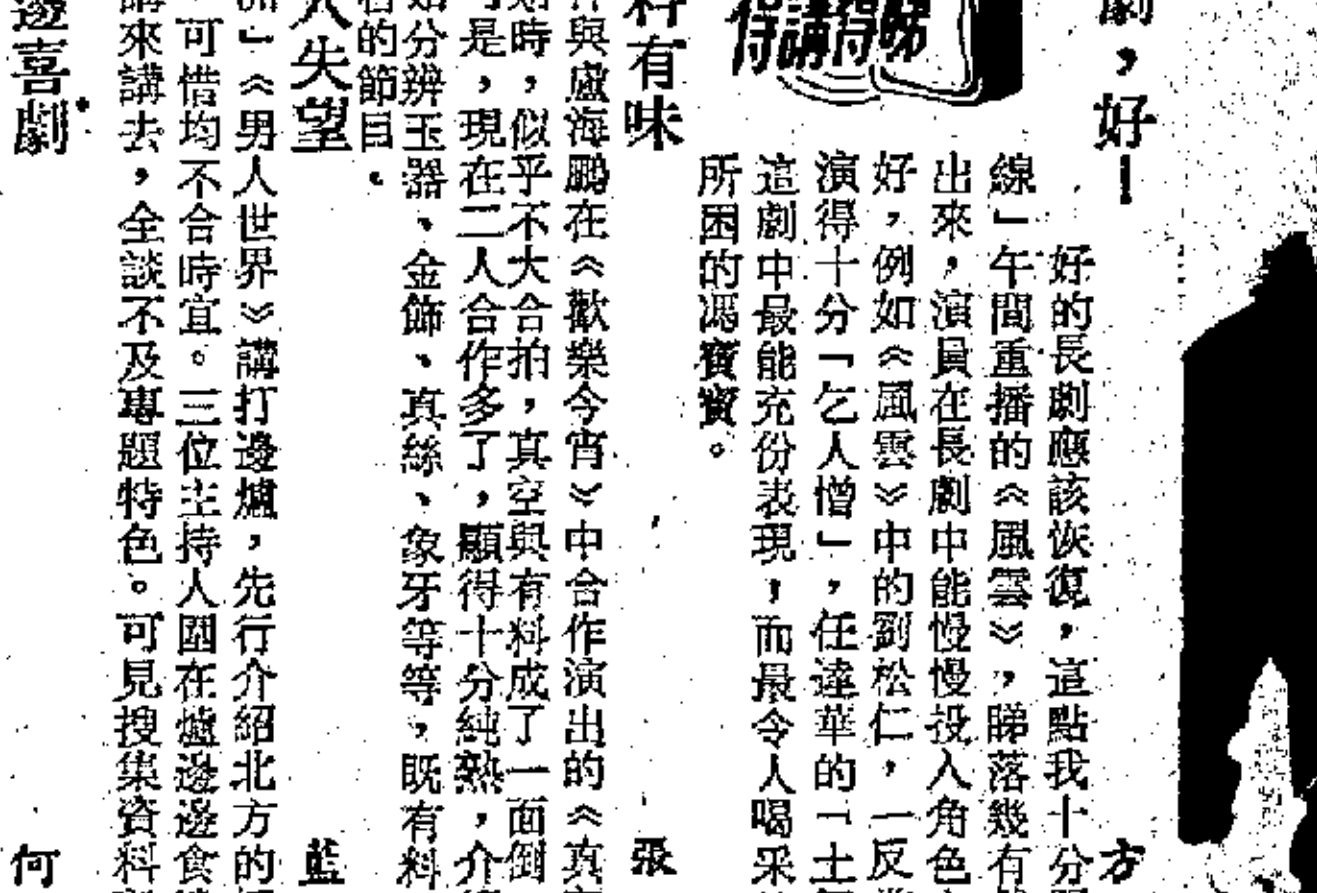 劇，好！
方
好的長劇應該恢復，這點我十分
線」午間重播的《風雲》，睇落幾有
出來，演員在長劇中能慢慢投入角色
好，例如《風雲》中的劉松仁，一反
演得十分「乞人憎」，任達華的「土
這劇中最能充份表現，而最令人喝采
所困的馮寶寶。
得講得睇
料有味
張
與盧海鵬在《歡樂今宵》中合作演出的《真
時，似乎不大合拍，真空與有料成了一面倒
是，現在二人合作多了，顯得十分純熟，介
如分辨玉器、金飾、真絲、象牙等等，既有料
的節目。
人失望
藍
」《男人世界》講打邊爐，先行介紹北方的
，可惜均不合時宜。三位主持人圍在爐邊邊食
講來講去，全談不及專題特色。可見搜集資料
邊喜劇
何